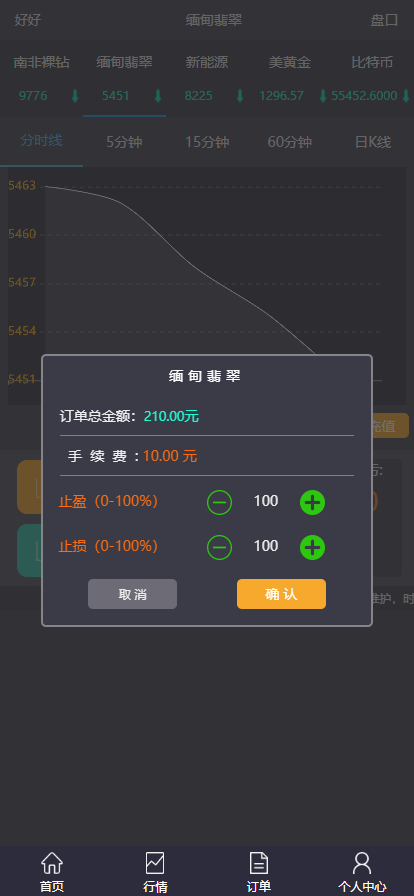 好好 缅甸翡翠 盘口
南非裸钻 缅甸翡翠 新能源 美黄金 比特币
9776 5451 8225 1296.57 55452.6000
分时线 5分钟 15分钟 60分钟 日K线
5463
5460
5457
5454
5451
缅甸翡翠
订单总金额：210.00元
充值
手 续 费 ：10.00 元
止盈（0-100%） 100
止损（0-100%） 100
取消 确认
维护，时
首页 行情 订单 个人中心